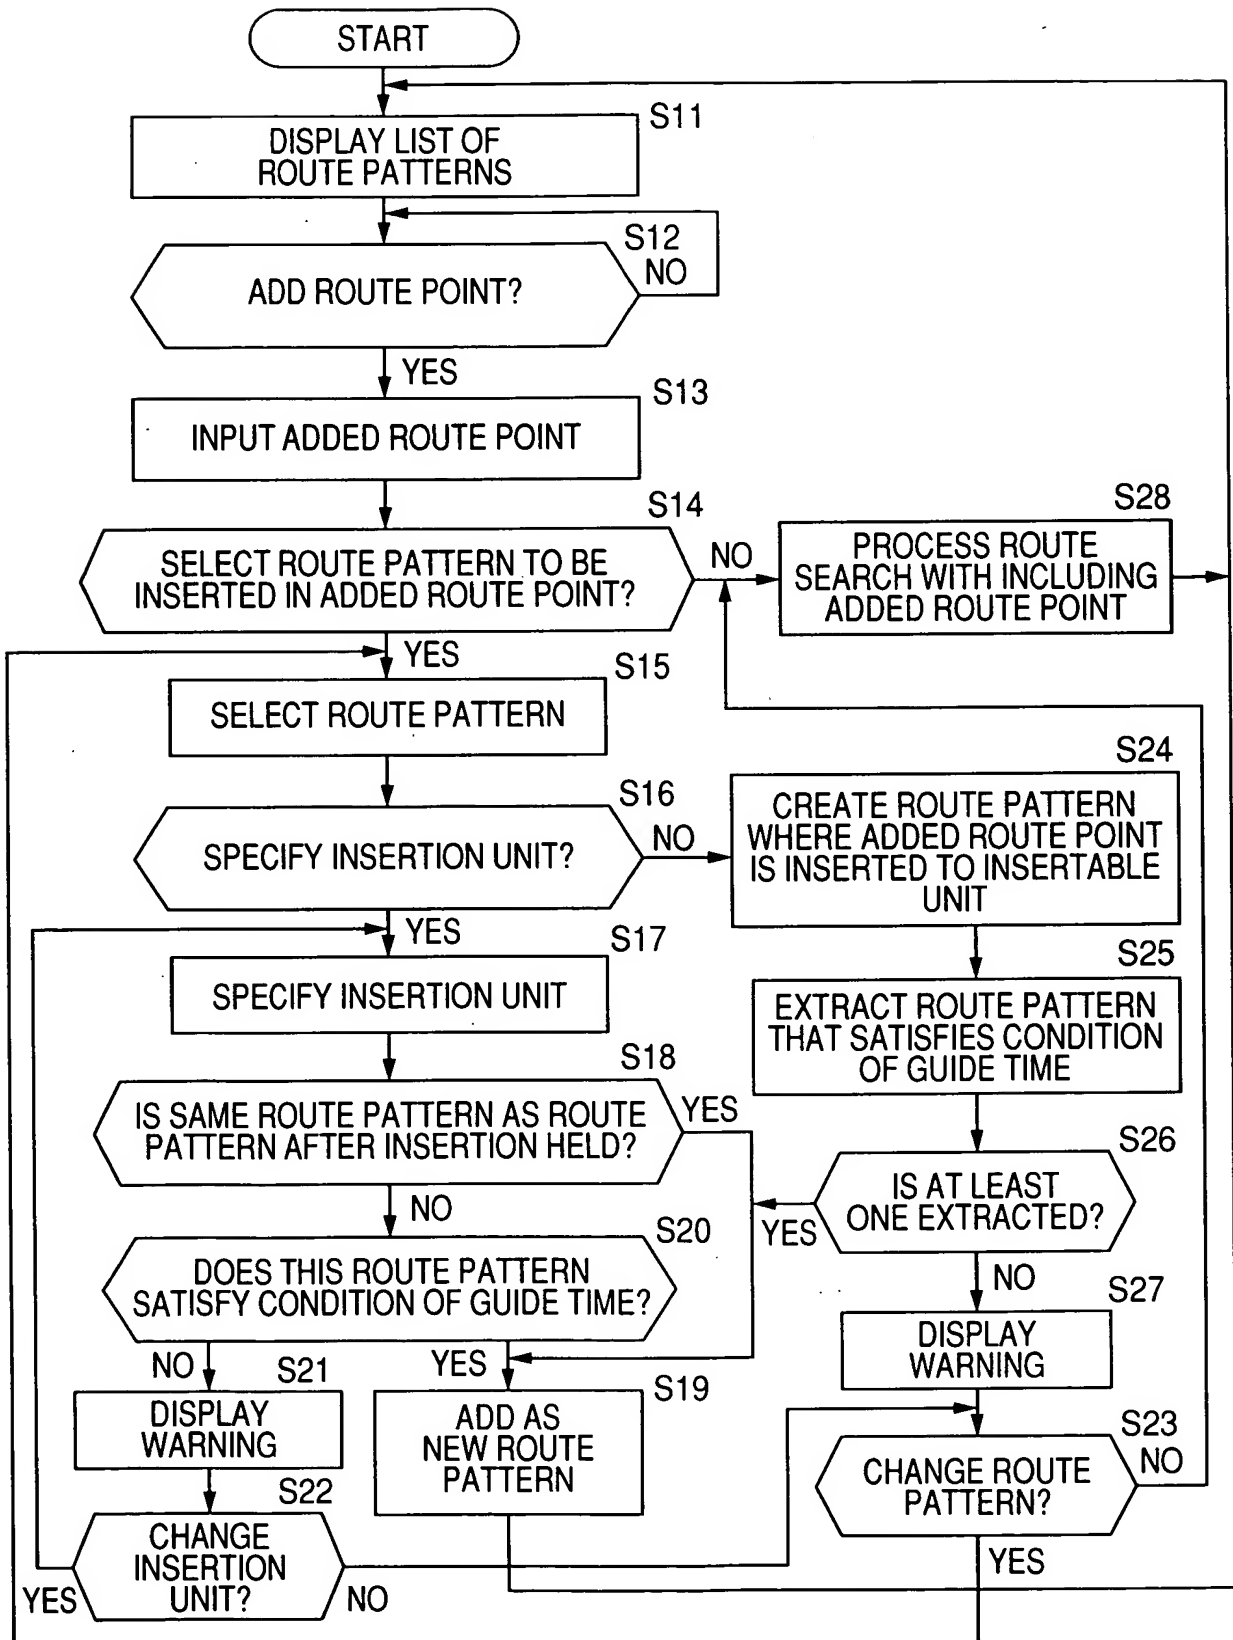 START
S11
DISPLAY LIST OF
ROUTE PATTERNS
S12
NO
ADD ROUTE POINT?
YES
S13
INPUT ADDED ROUTE POINT
S14
SELECT ROUTE PATTERN TO BE
INSERTED IN ADDED ROUTE POINT?
NO
S28
PROCESS ROUTE
SEARCH WITH INCLUDING
ADDED ROUTE POINT
YES
S15
SELECT ROUTE PATTERN
S16
SPECIFY INSERTION UNIT?
NO
S24
CREATE ROUTE PATTERN
WHERE ADDED ROUTE POINT
IS INSERTED TO INSERTABLE
UNIT
YES
S17
SPECIFY INSERTION UNIT
S25
EXTRACT ROUTE PATTERN
THAT SATISFIES CONDITION
OF GUIDE TIME
S18
IS SAME ROUTE PATTERN AS ROUTE
PATTERN AFTER INSERTION HELD?
YES
S26
IS AT LEAST
ONE EXTRACTED?
YES
NO
NO
S20
DOES THIS ROUTE PATTERN
SATISFY CONDITION OF GUIDE TIME?
S27
DISPLAY
WARNING
NO
S21
DISPLAY
WARNING
YES
S19
ADD AS
NEW ROUTE
PATTERN
S23
CHANGE ROUTE
PATTERN?
NO
YES
S22
CHANGE
INSERTION
UNIT?
YES
NO